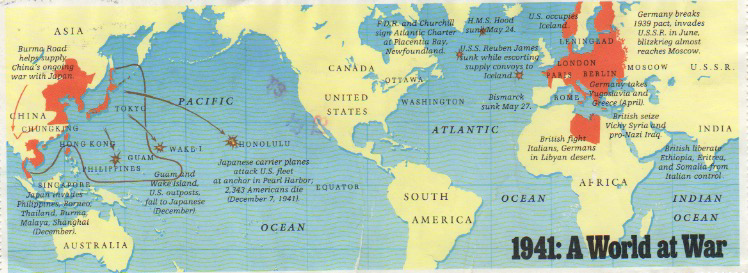 ASIA
Burma Road
helps supply
China's ongoing
war with Japan.
CHINA
CHUNGKING
HONG KONG
TOKYO
PACIFIC
WAKE I.
GUAM
PHILIPPINES
HONOLULU
SINGAPORE
Japan invades
Philippines, Borneo,
Thailand, Burma,
Malaya, Shanghai
(December).
Guam and
Wake Island,
U.S. outposts,
fall to Japanese
(December).
Japanese carrier planes
attack U.S. fleet
at anchor in Pearl Harbor;
2,343 Americans die
(December 7, 1941).
EQUATOR
OCEAN
AUSTRALIA
F.D.R. and Churchill
sign Atlantic Charter
at Placentia Bay,
Newfoundland.
CANADA
OTTAWA
UNITED
STATES
WASHINGTON
H.M.S. Hood
sunk May 24.
U.S.S. Reuben James
sunk while escorting
supply convoys to
Iceland.
Bismarck
sunk May 27.
ATLANTIC
U.S. occupies
Iceland.
Germany breaks
1939 pact, invades
U.S.S.R. in June,
blitzkrieg almost
reaches Moscow.
LENINGRAD
LONDON
PARIS
BERLIN
MOSCOW
U.S.S.R.
ROME
Germany takes
Yugoslavia and
Greece (April).
British seize
Vichy Syria and
pro-Nazi Iraq.
British fight
Italians, Germans
in Libyan desert.
INDIA
British liberate
Ethiopia, Eritrea,
and Somalia from
Italian control
AFRICA
SOUTH
AMERICA
OCEAN
INDIAN
OCEAN
1941: A World at War